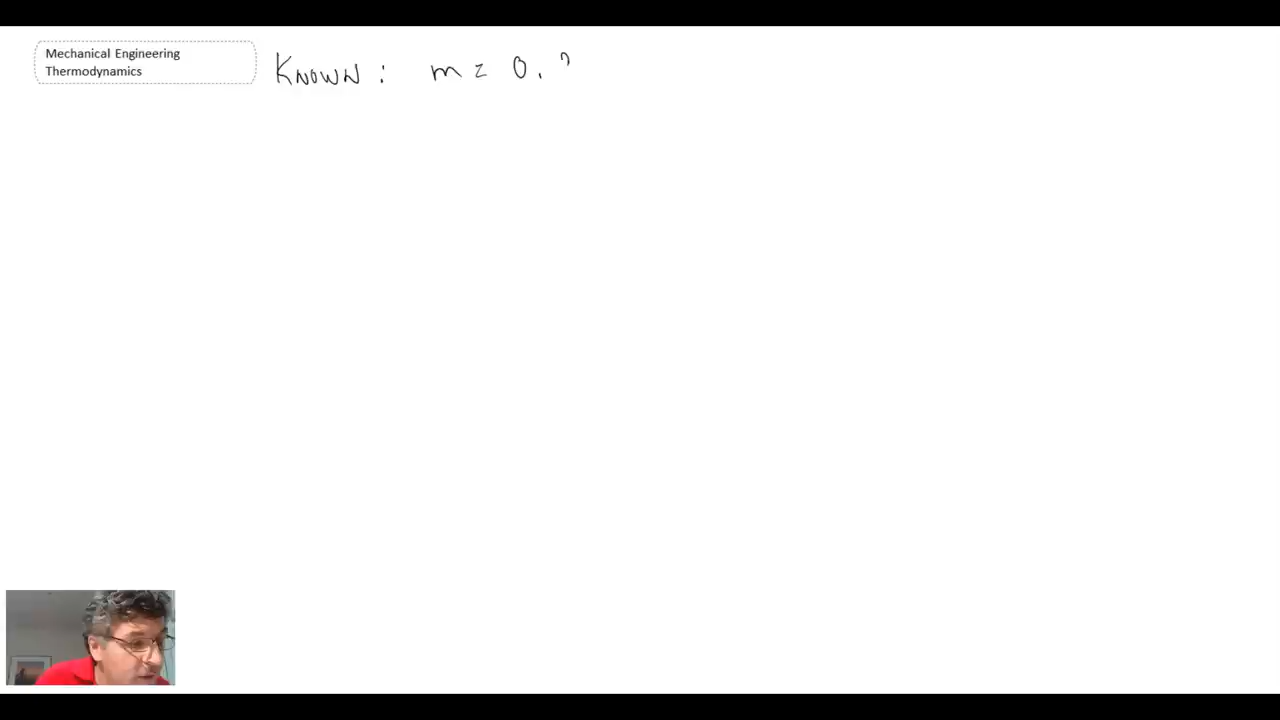 Mechanical Engineering
Thermodynamics
KNOWN: m = 0.